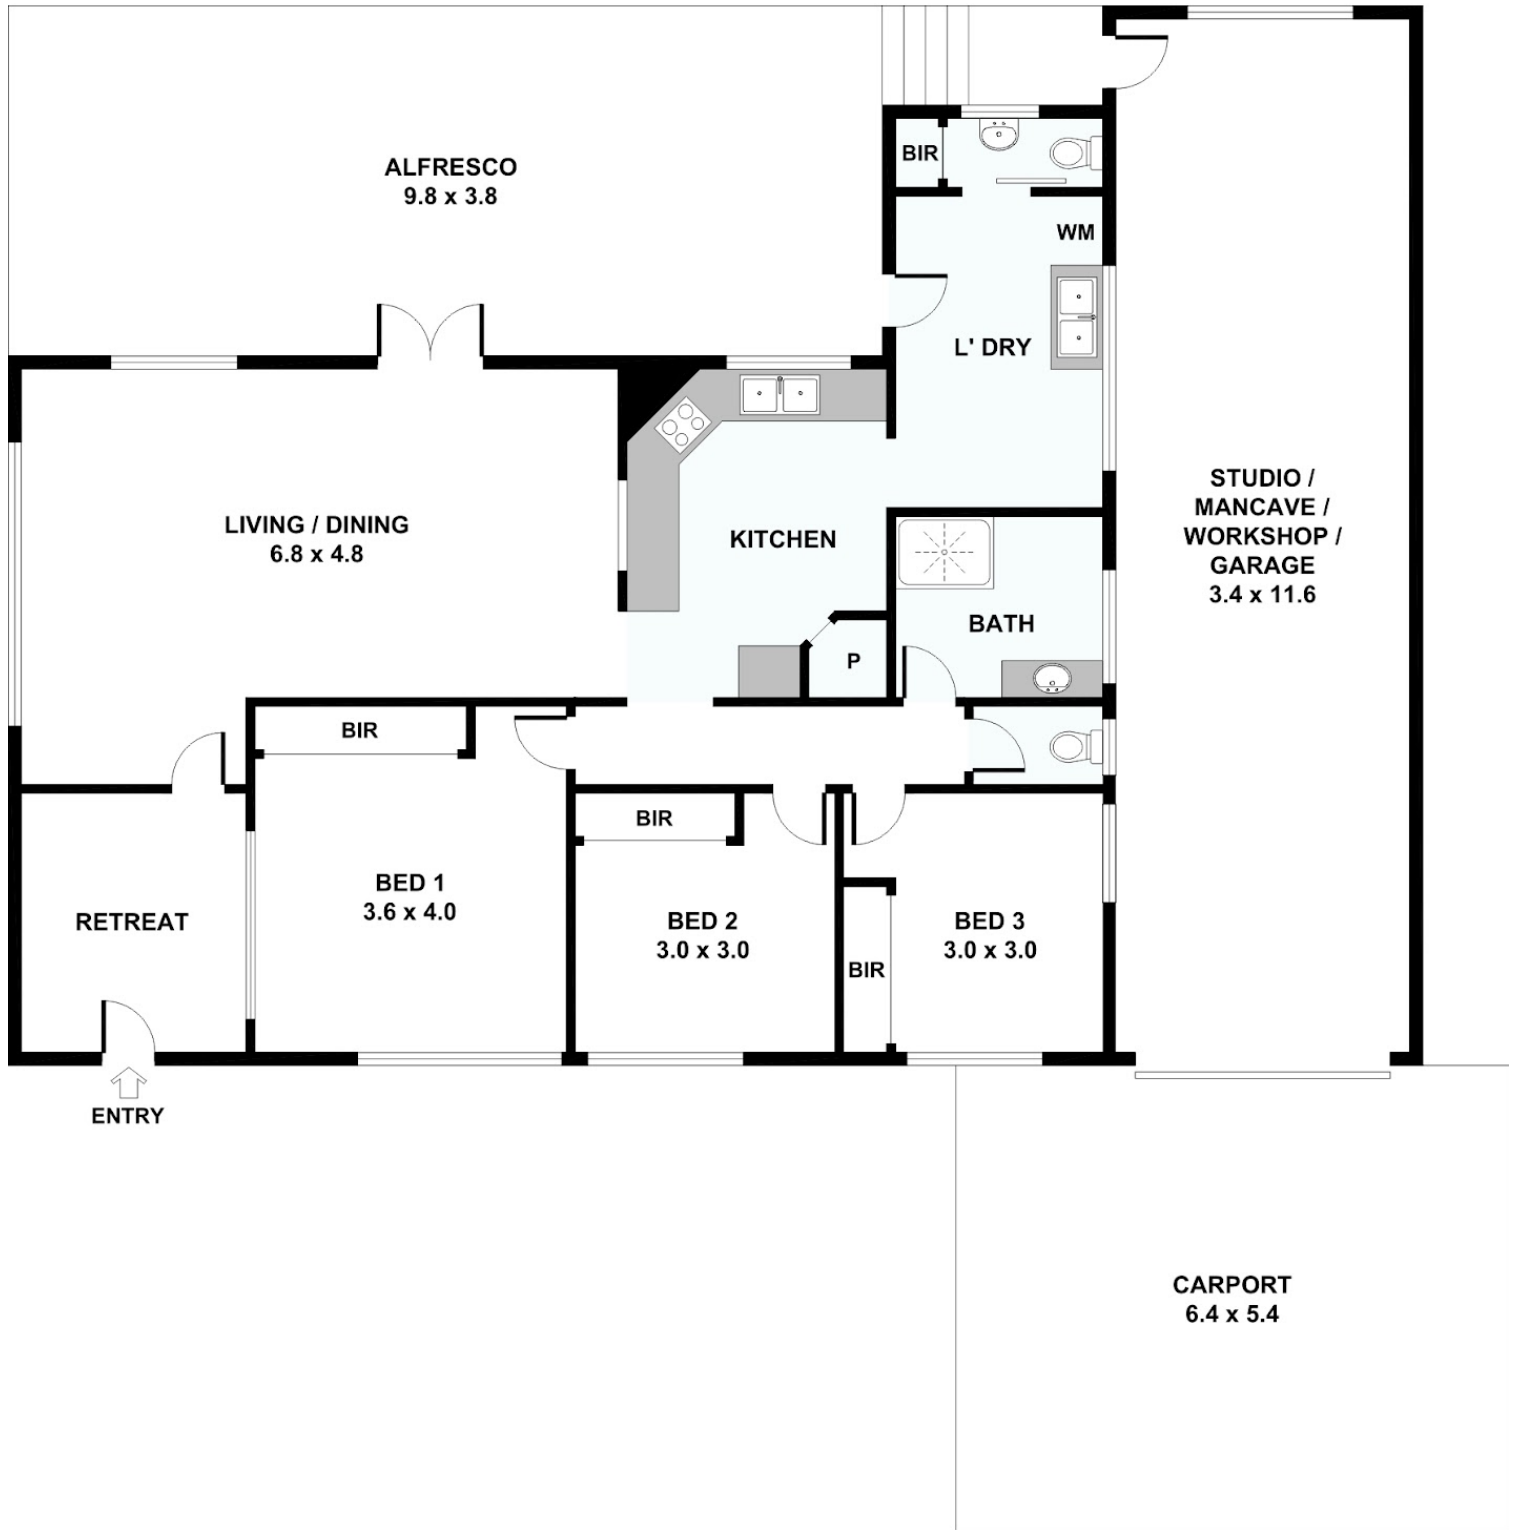 ALFRESCO
9.8 x 3.8
BIR
WM
L' DRY
LIVING / DINING
6.8 x 4.8
KITCHEN
STUDIO /
MANCAVE /
WORKSHOP /
GARAGE
3.4 x 11.6
BATH
P
BIR
BIR
BED 1
3.6 x 4.0
RETREAT
BED 2
3.0 x 3.0
BED 3
3.0 x 3.0
BIR
ENTRY
CARPORT
6.4 x 5.4